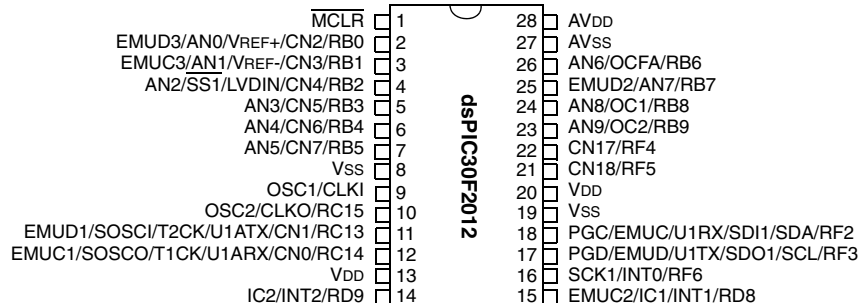 MCLR 1 28 AVDD
EMUD3/AN0/VREF+/CN2/RB0 2 27 AVSS
EMUC3/AN1/VREF-/CN3/RB1 3 26 AN6/OCFA/RB6
AN2/SS1/LVDIN/CN4/RB2 4 25 EMUD2/AN7/RB7
AN3/CN5/RB3 5 24 AN8/OC1/RB8
AN4/CN6/RB4 6 23 AN9/OC2/RB9
AN5/CN7/RB5 7 22 CN17/RF4
VSS 8 21 CN18/RF5
OSC1/CLKI 9 20 VDD
OSC2/CLKO/RC15 10 19 VSS
EMUD1/SOSCI/T2CK/U1ATX/CN1/RC13 11 18 PGC/EMUC/U1RX/SDI1/SDA/RF2
EMUC1/SOSCO/T1CK/U1ARX/CN0/RC14 12 17 PGD/EMUD/U1TX/SDO1/SCL/RF3
VDD 13 16 SCK1/INT0/RF6
IC2/INT2/RD9 14 15 EMUC2/IC1/INT1/RD8
dsPIC30F2012